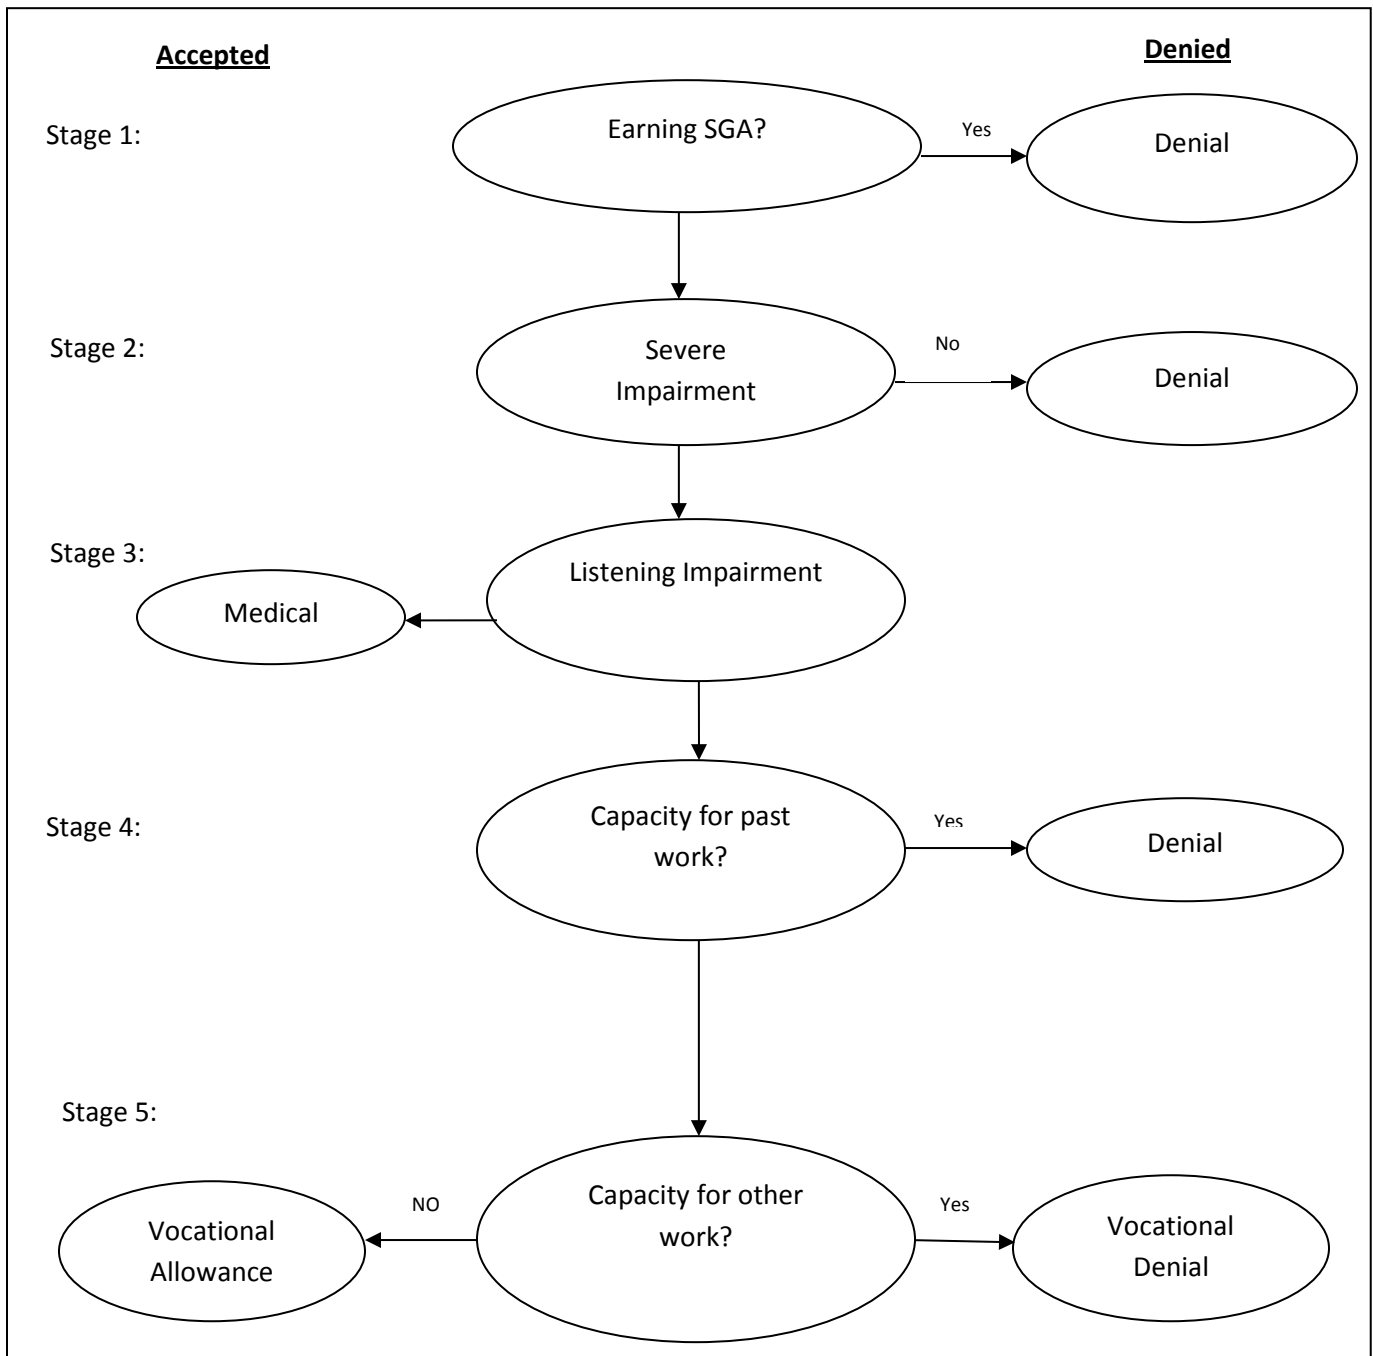 Accepted
Denied
Stage 1:
Earning SGA?
Yes
Denial
Stage 2:
Severe
Impairment
No
Denial
Stage 3:
Listening Impairment
Medical
Stage 4:
Capacity for past
work?
Yes
Denial
Stage 5:
Capacity for other
work?
NO
Vocational
Allowance
Yes
Vocational
Denial